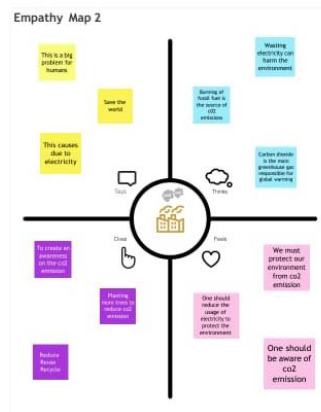 Empathy Map 2
This is a big
problem for
humans
Save the
world
This causes
due to
electricity
Wasting
electricity can
harm the
environment
Burning of
fossil fuel is
the source of
co2
emissions
Carbon dioxide
is the main
greenhouse gas
responsible for
global warning
Says
Thinks
Does
Feels
To create an
awareness
on the co2
emission
Planting
more trees to
reduce co2
emission
Reduce
Reuse
Recycle
We must
protect our
environment
from co2
emission
One should
reduce the
usage of
electricity to
protect the
environment
One should
be aware of
co2
emission